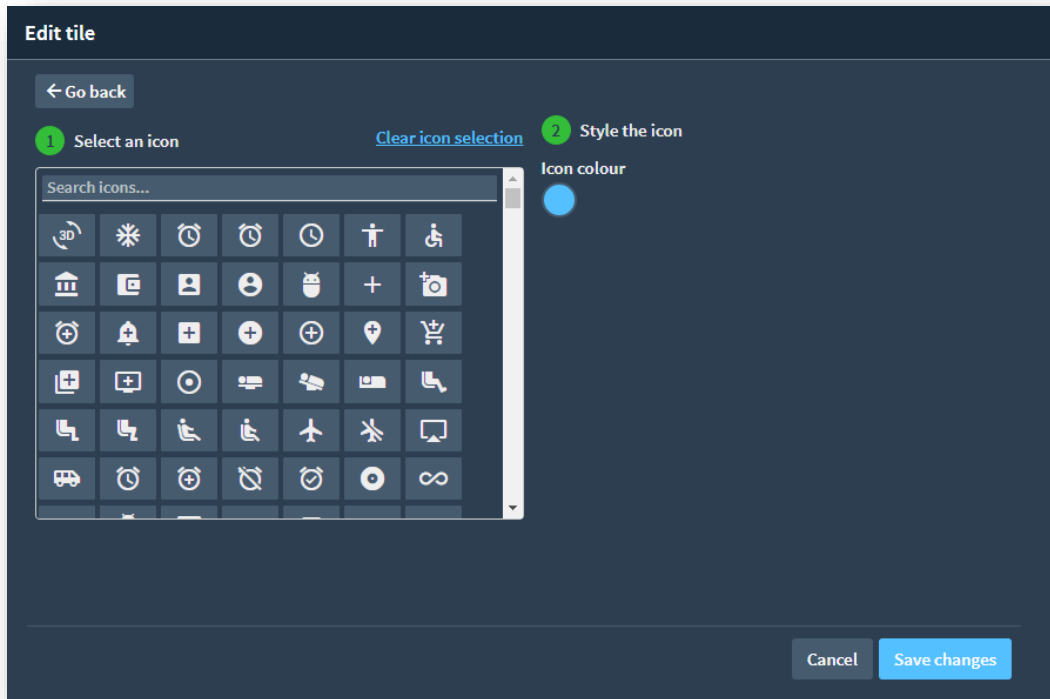 Edit tile
Go back
1 Select an icon
Clear icon selection
2 Style the icon
Search icons...
Icon colour
3D
Cancel
Save changes